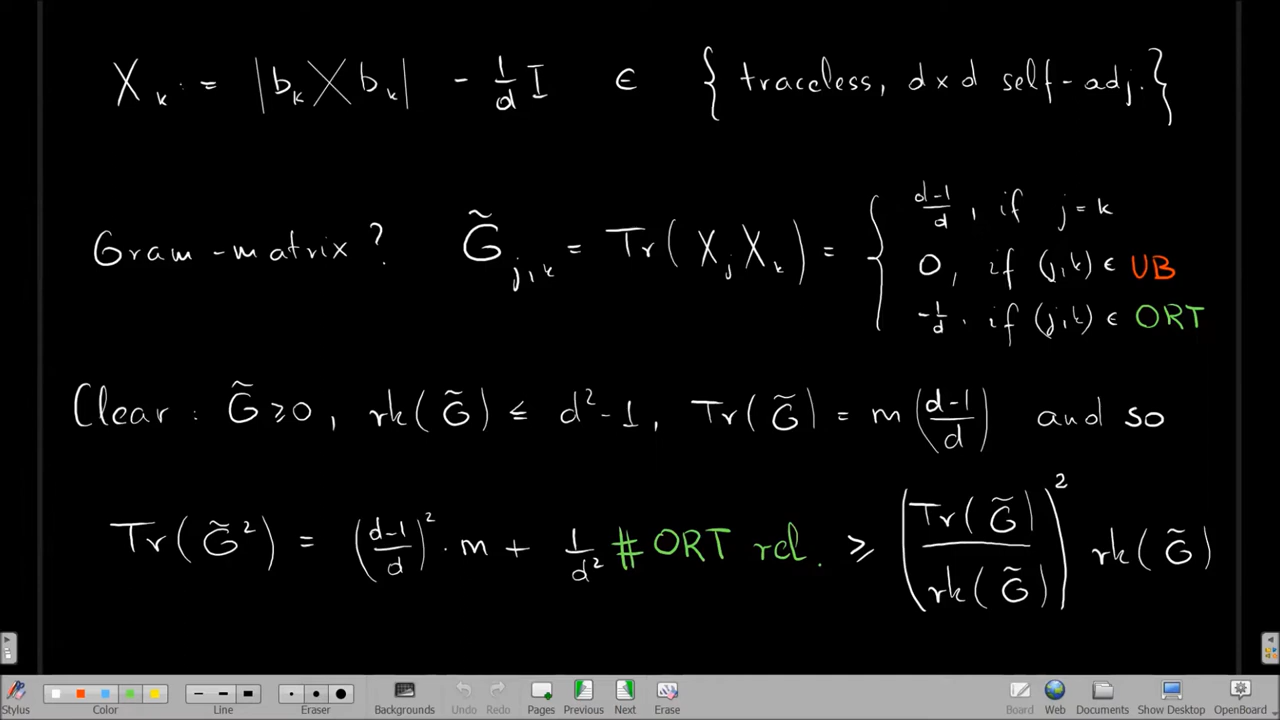 X_k := |b_k⟩⟨b_k| - 1/d I ∈ { traceless, d×d self-adj. }
Gram-matrix? G̃_{j,k} = Tr(X_j X_k) = { d-1/d, if j=k
0, if (j,k) ∈ UB
-1/d, if (j,k) ∈ ORT
Clear: G̃ ≥ 0, rk(G̃) ≤ d²-1, Tr(G̃) = m (d-1/d) and so
Tr(G̃²) = (d-1/d)² · m + 1/d² # ORT rel. ≥ (Tr(G̃)/rk(G̃))² rk(G̃)
Stylus Color Line Eraser Backgrounds Undo Redo Pages Previous Next Erase Board Web Documents Show Desktop OpenBoard